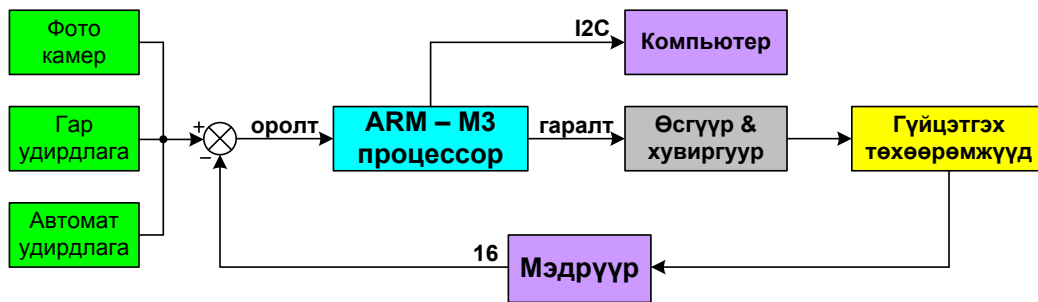 Фото
камер
Гар
удирдлага
Автомат
удирдлага
+
−
оролт
ARM – M3
процессор
I2C
Компьютер
гаралт
Өсгүүр &
хувиргуур
Гүйцэтгэх
төхөөрөмжүүд
Мэдрүүр
16